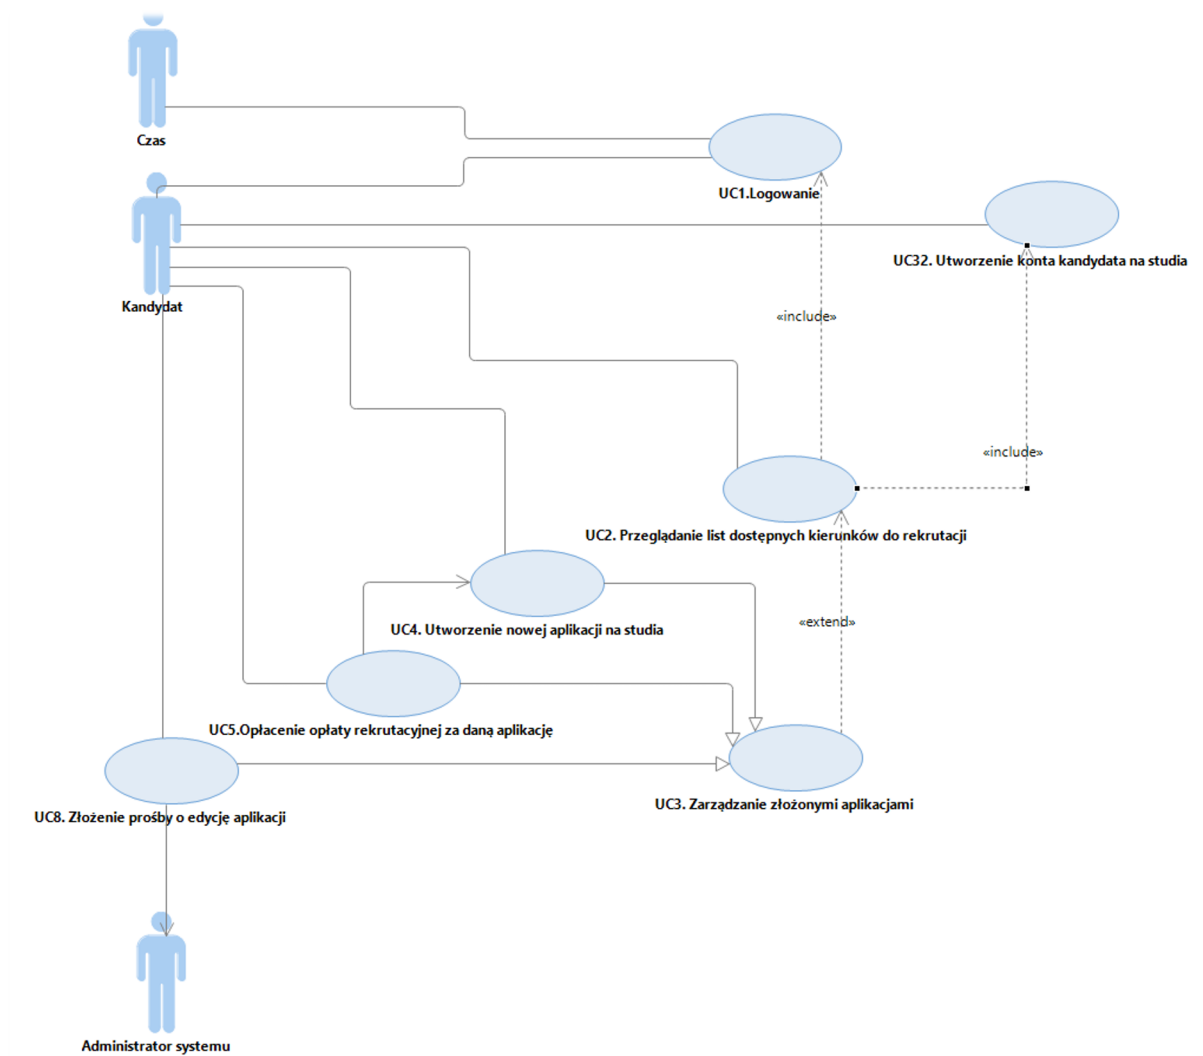 Czas
UC1.Logowanie
Kandydat
UC32. Utworzenie konta kandydata na studia
«include»
«include»
UC2. Przeglądanie list dostępnych kierunków do rekrutacji
«extend»
UC4. Utworzenie nowej aplikacji na studia
UC5.Opłacenie opłaty rekrutacyjnej za daną aplikację
UC3. Zarządzanie złożonymi aplikacjami
UC8. Złożenie prośby o edycję aplikacji
Administrator systemu